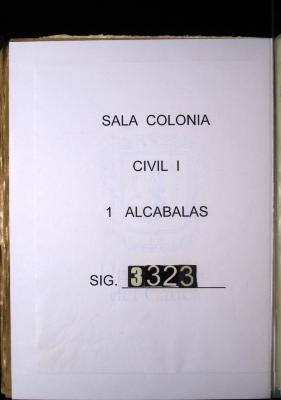 SALA COLONIA
CIVIL I
1 ALCABALAS
SIG. 3323